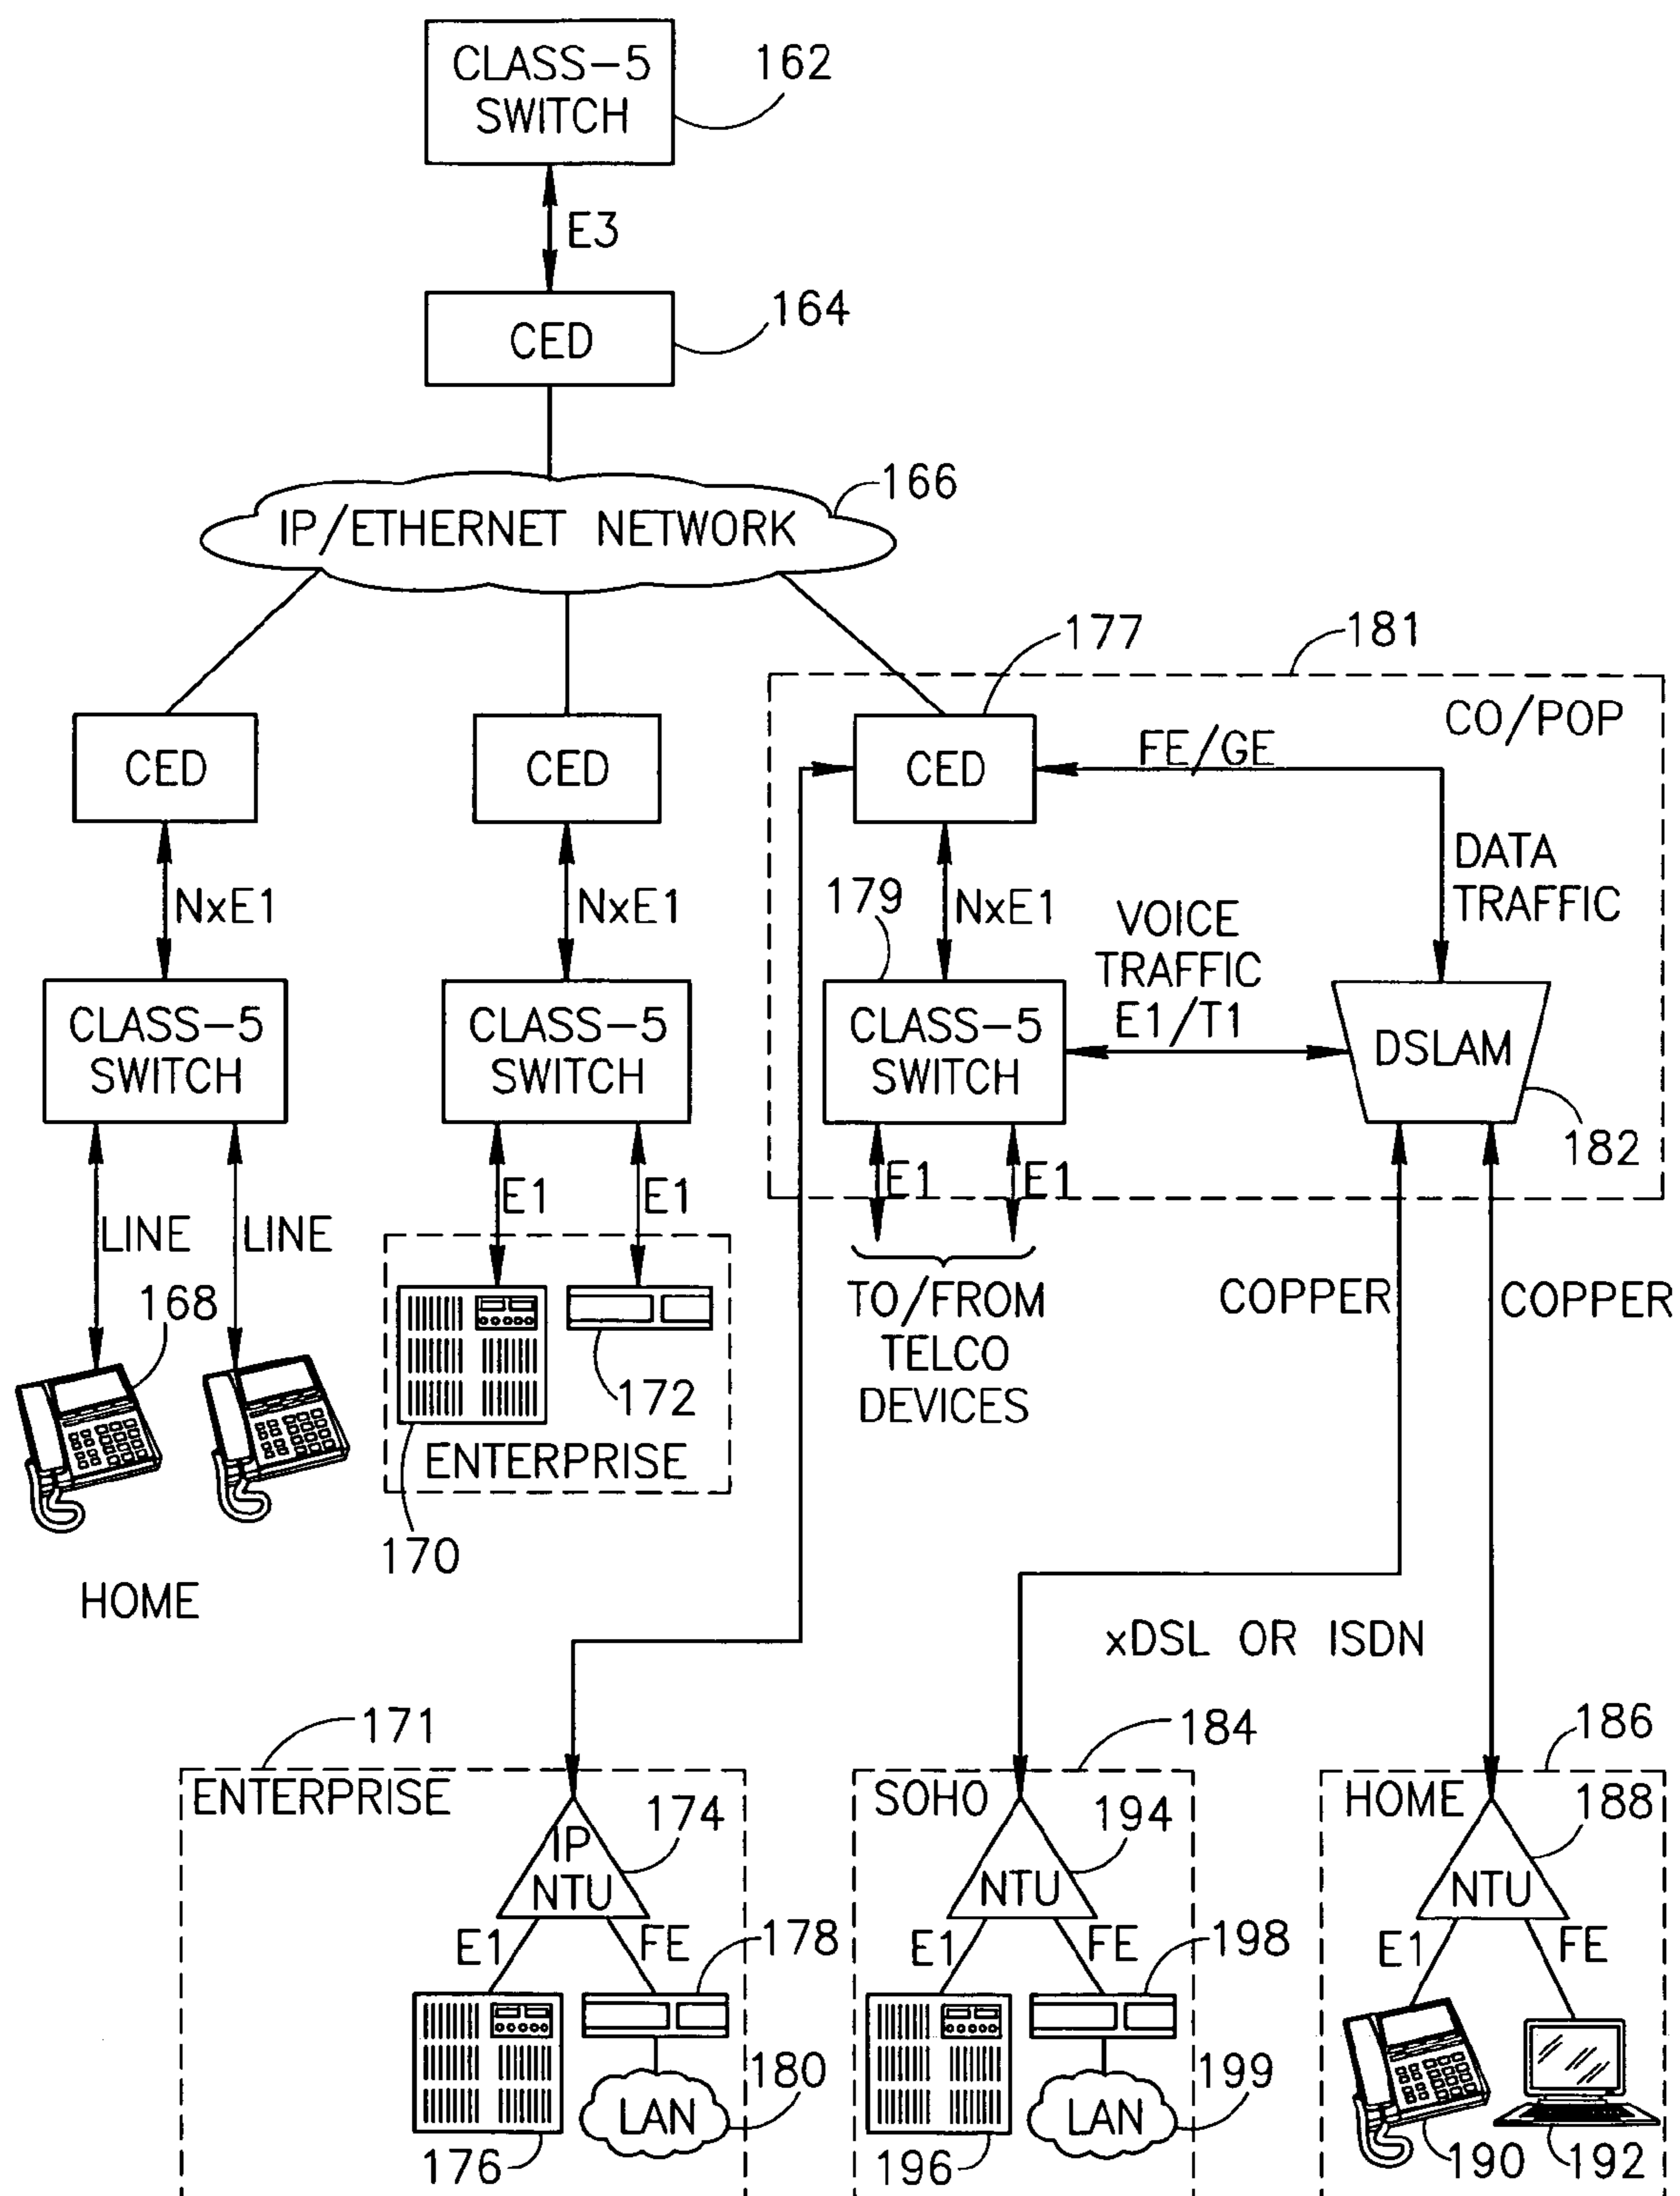 CLASS-5
SWITCH
162
E3
CED
164
166
IP/ETHERNET NETWORK
177
181
CO/POP
CED
CED
CED
FE/GE
DATA
TRAFFIC
NxE1
NxE1
179
NxE1
VOICE
TRAFFIC
E1/T1
CLASS-5
SWITCH
CLASS-5
SWITCH
CLASS-5
SWITCH
DSLAM
182
E1
E1
E1
E1
LINE
LINE
168
172
TO/FROM
TELCO
DEVICES
COPPER
COPPER
ENTERPRISE
170
HOME
xDSL OR ISDN
171
184
186
ENTERPRISE
IP
NTU
174
SOHO
NTU
194
HOME
NTU
188
E1
FE
178
E1
FE
198
E1
FE
LAN
180
LAN
199
176
196
190
192